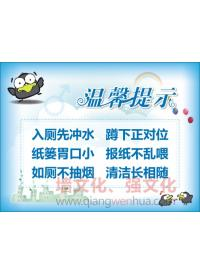 温馨提示
入厕先冲水 蹲下正对位
纸篓胃口小 报纸不乱喂
如厕不抽烟 清洁长相随
墙文化、强文化
www.qiangwenhua.com